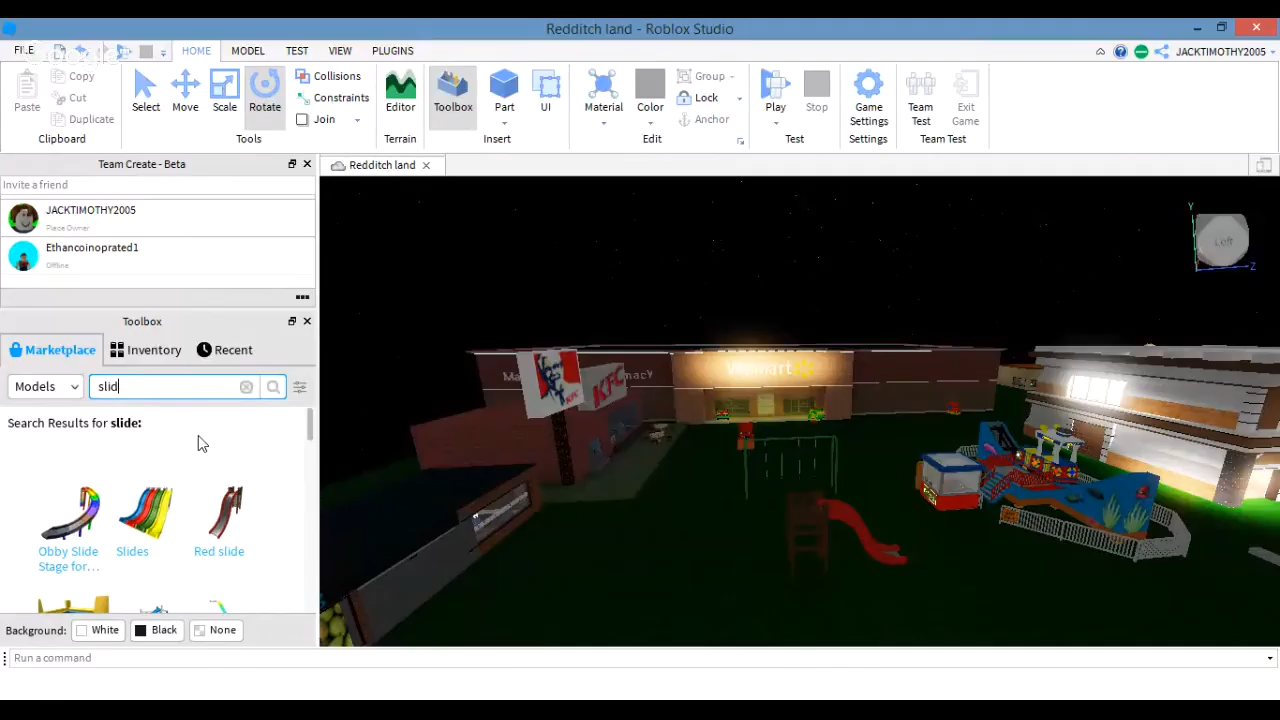 Redditch land - Roblox Studio
FILE HOME MODEL TEST VIEW PLUGINS JACKTIMOTHY2005
Paste Copy Cut Duplicate Select Move Scale Rotate Collisions Constraints Join Editor Toolbox Part UI Material Color Group Lock Anchor Play Stop Game Settings Team Test Exit Game
Clipboard Tools Terrain Insert Edit Test Settings Team Test
Team Create - Beta
Redditch land
Invite a friend
JACKTIMOTHY2005
Place Owner
Ethancoinoprated1
Offline
Y
Left
Z
Toolbox
Marketplace Inventory Recent
Models slid
Search Results for slide:
KFC
KFC
Walmart
Obby Slide Stage for...
Slides
Red slide
Background: White Black None
Run a command